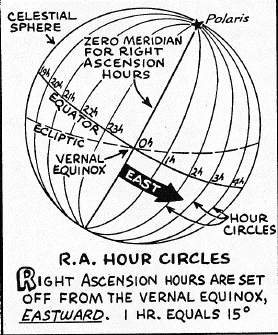 CELESTIAL
SPHERE
Polaris
ZERO MERIDIAN
FOR RIGHT
ASCENSION
HOURS
19h
20h
21h
22h
23h
EQUATOR
ECLIPTIC
0h
VERNAL
EQUINOX
1h
2h
3h
4h
EAST
HOUR
CIRCLES
R.A. HOUR CIRCLES
RIGHT ASCENSION HOURS ARE SET
OFF FROM THE VERNAL EQUINOX,
EASTWARD. 1 HR. EQUALS 15°